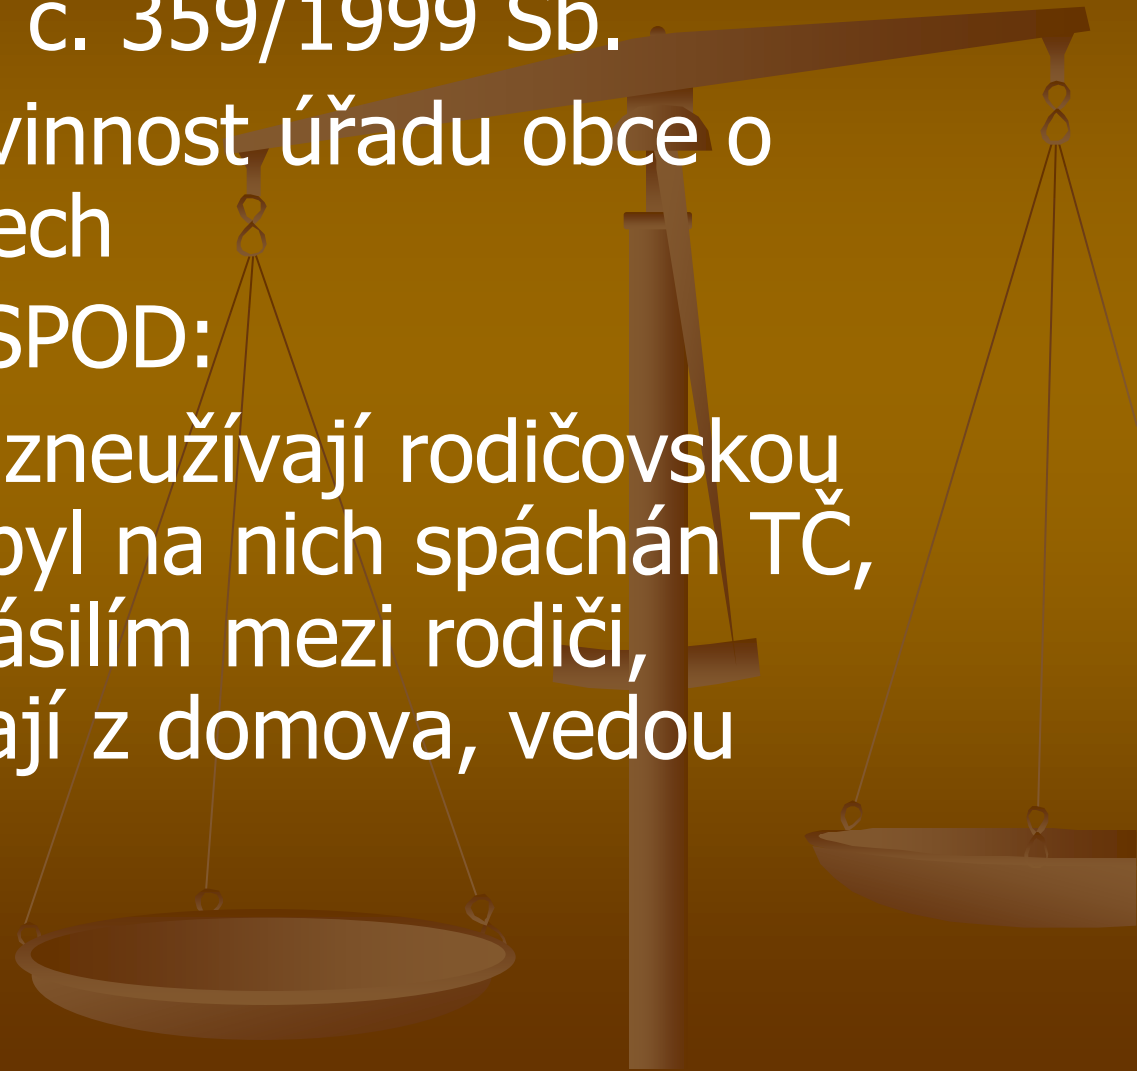 č. 359/1999 Sb.
vinnost úřadu obce o
ech
SPOD:
zneužívají rodičovskou
byl na nich spáchán TČ,
ásilím mezi rodiči,
ají z domova, vedou